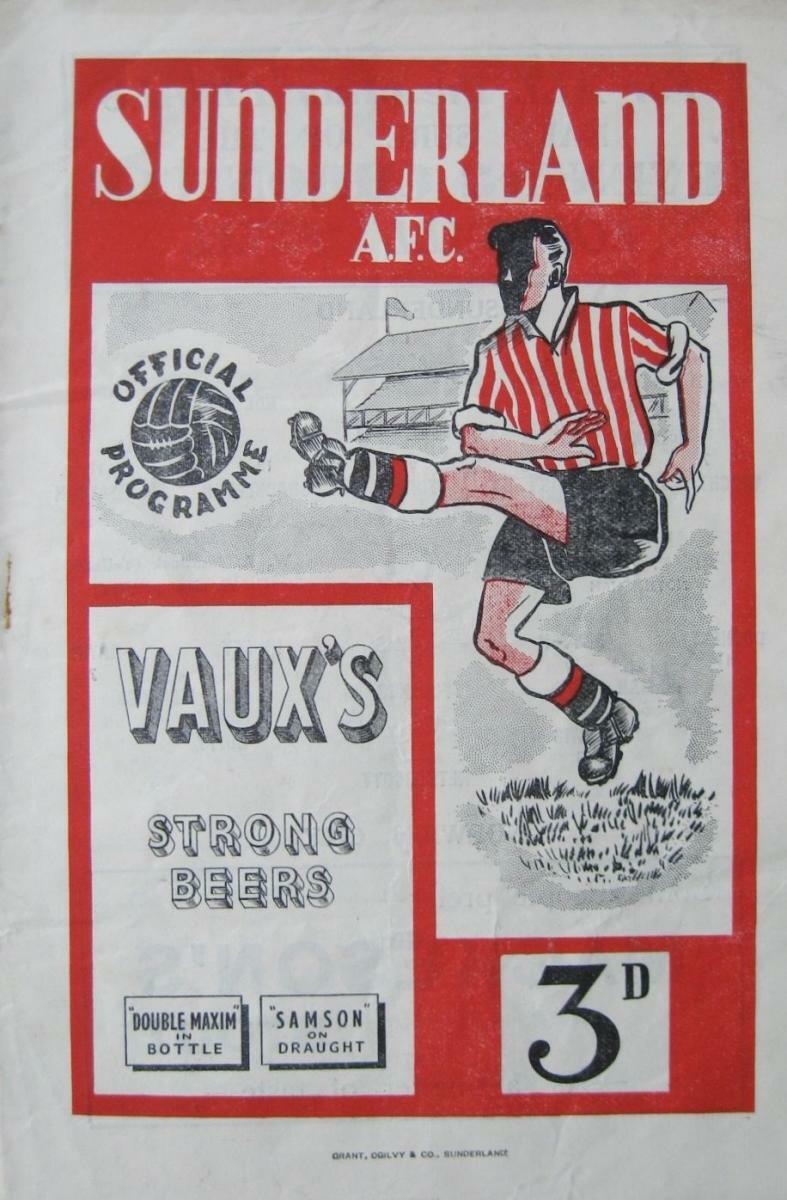 SUNDERLAND
A.F.C.
OFFICIAL
PROGRAMME
VAUX'S
STRONG
BEERS
"DOUBLE MAXIM"
IN
BOTTLE
"SAMSON"
ON
DRAUGHT
3D
GRANT, OGILVY & CO., SUNDERLAND